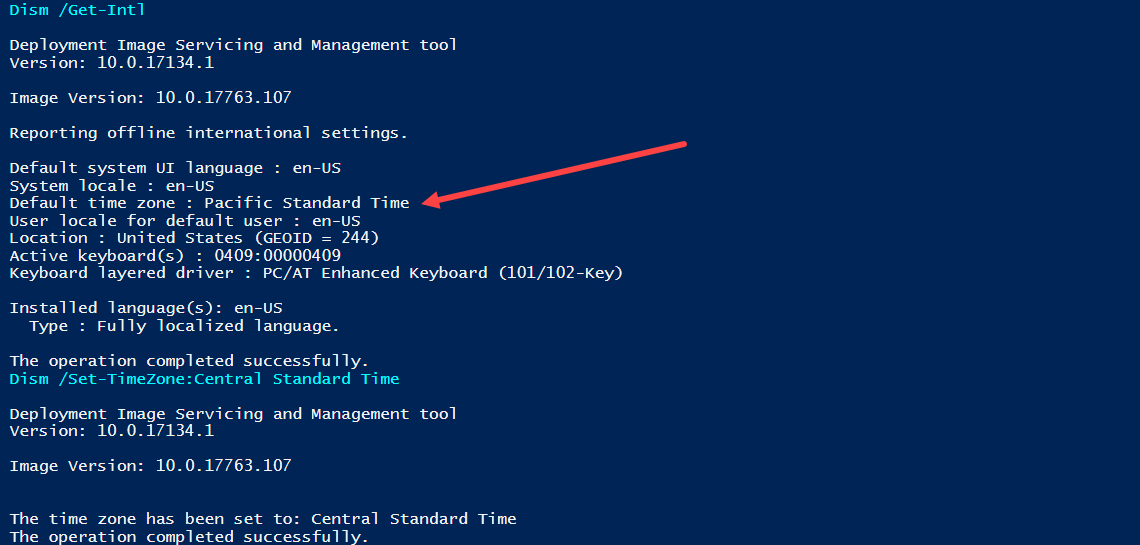 Dism /Get-Intl
Deployment Image Servicing and Management tool
Version: 10.0.17134.1
Image Version: 10.0.17763.107
Reporting offline international settings.
Default system UI language : en-US
System locale : en-US
Default time zone : Pacific Standard Time
User locale for default user : en-US
Location : United States (GEOID = 244)
Active keyboard(s) : 0409:00000409
Keyboard layered driver : PC/AT Enhanced Keyboard (101/102-Key)
Installed language(s): en-US
Type : Fully localized language.
The operation completed successfully.
Dism /Set-TimeZone:Central Standard Time
Deployment Image Servicing and Management tool
Version: 10.0.17134.1
Image Version: 10.0.17763.107
The time zone has been set to: Central Standard Time
The operation completed successfully.